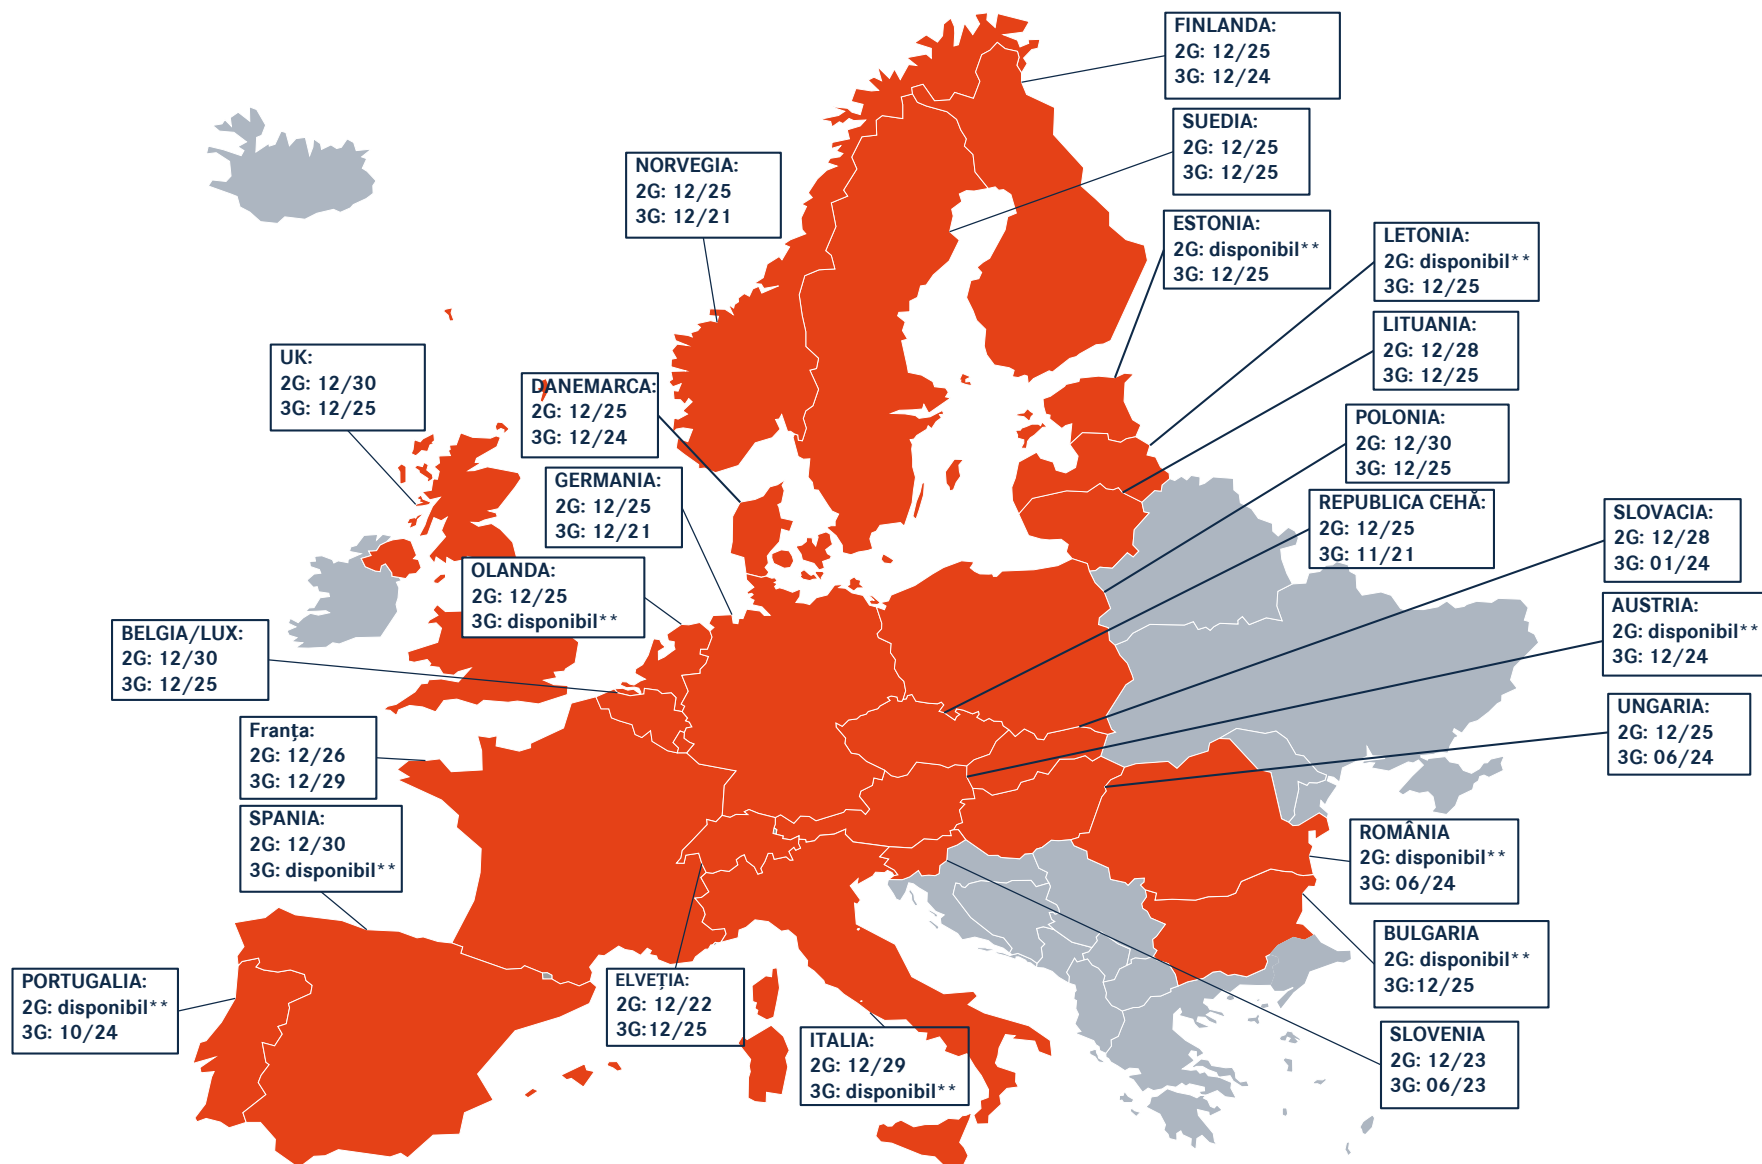 FINLANDA:
2G: 12/25
3G: 12/24
SUEDIA:
2G: 12/25
3G: 12/25
NORVEGIA:
2G: 12/25
3G: 12/21
ESTONIA:
2G: disponibil**
3G: 12/25
LETONIA:
2G: disponibil**
3G: 12/25
LITUANIA:
2G: 12/28
3G: 12/25
UK:
2G: 12/30
3G: 12/25
DANEMARCA:
2G: 12/25
3G: 12/24
POLONIA:
2G: 12/30
3G: 12/25
GERMANIA:
2G: 12/25
3G: 12/21
REPUBLICA CEHĂ:
2G: 12/25
3G: 11/21
SLOVACIA:
2G: 12/28
3G: 01/24
OLANDA:
2G: 12/25
3G: disponibil**
AUSTRIA:
2G: disponibil**
3G: 12/24
BELGIA/LUX:
2G: 12/30
3G: 12/25
UNGARIA:
2G: 12/25
3G: 06/24
Franța:
2G: 12/26
3G: 12/29
SPANIA:
2G: 12/30
3G: disponibil**
ROMÂNIA
2G: disponibil**
3G: 06/24
BULGARIA
2G: disponibil**
3G:12/25
PORTUGALIA:
2G: disponibil**
3G: 10/24
ELVEȚIA:
2G: 12/22
3G:12/25
ITALIA:
2G: 12/29
3G: disponibil**
SLOVENIA
2G: 12/23
3G: 06/23